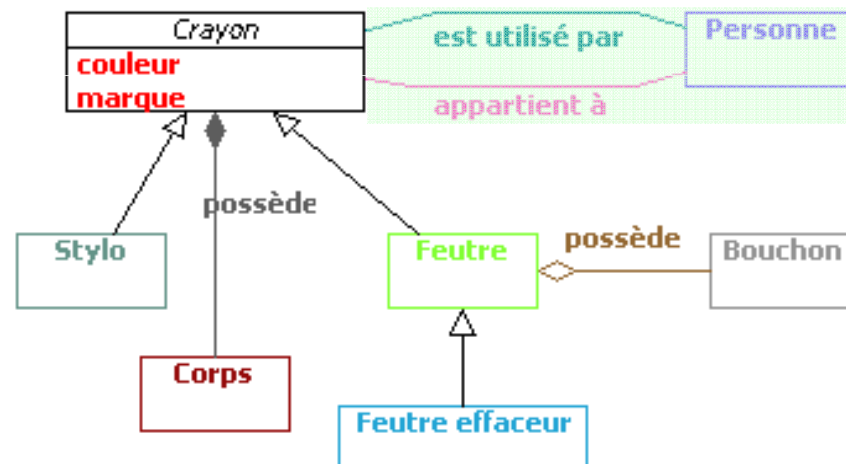 Crayon
couleur
marque
est utilisé par
appartient à
Personne
possède
Stylo
Feutre
possède
Bouchon
Corps
Feutre effaceur